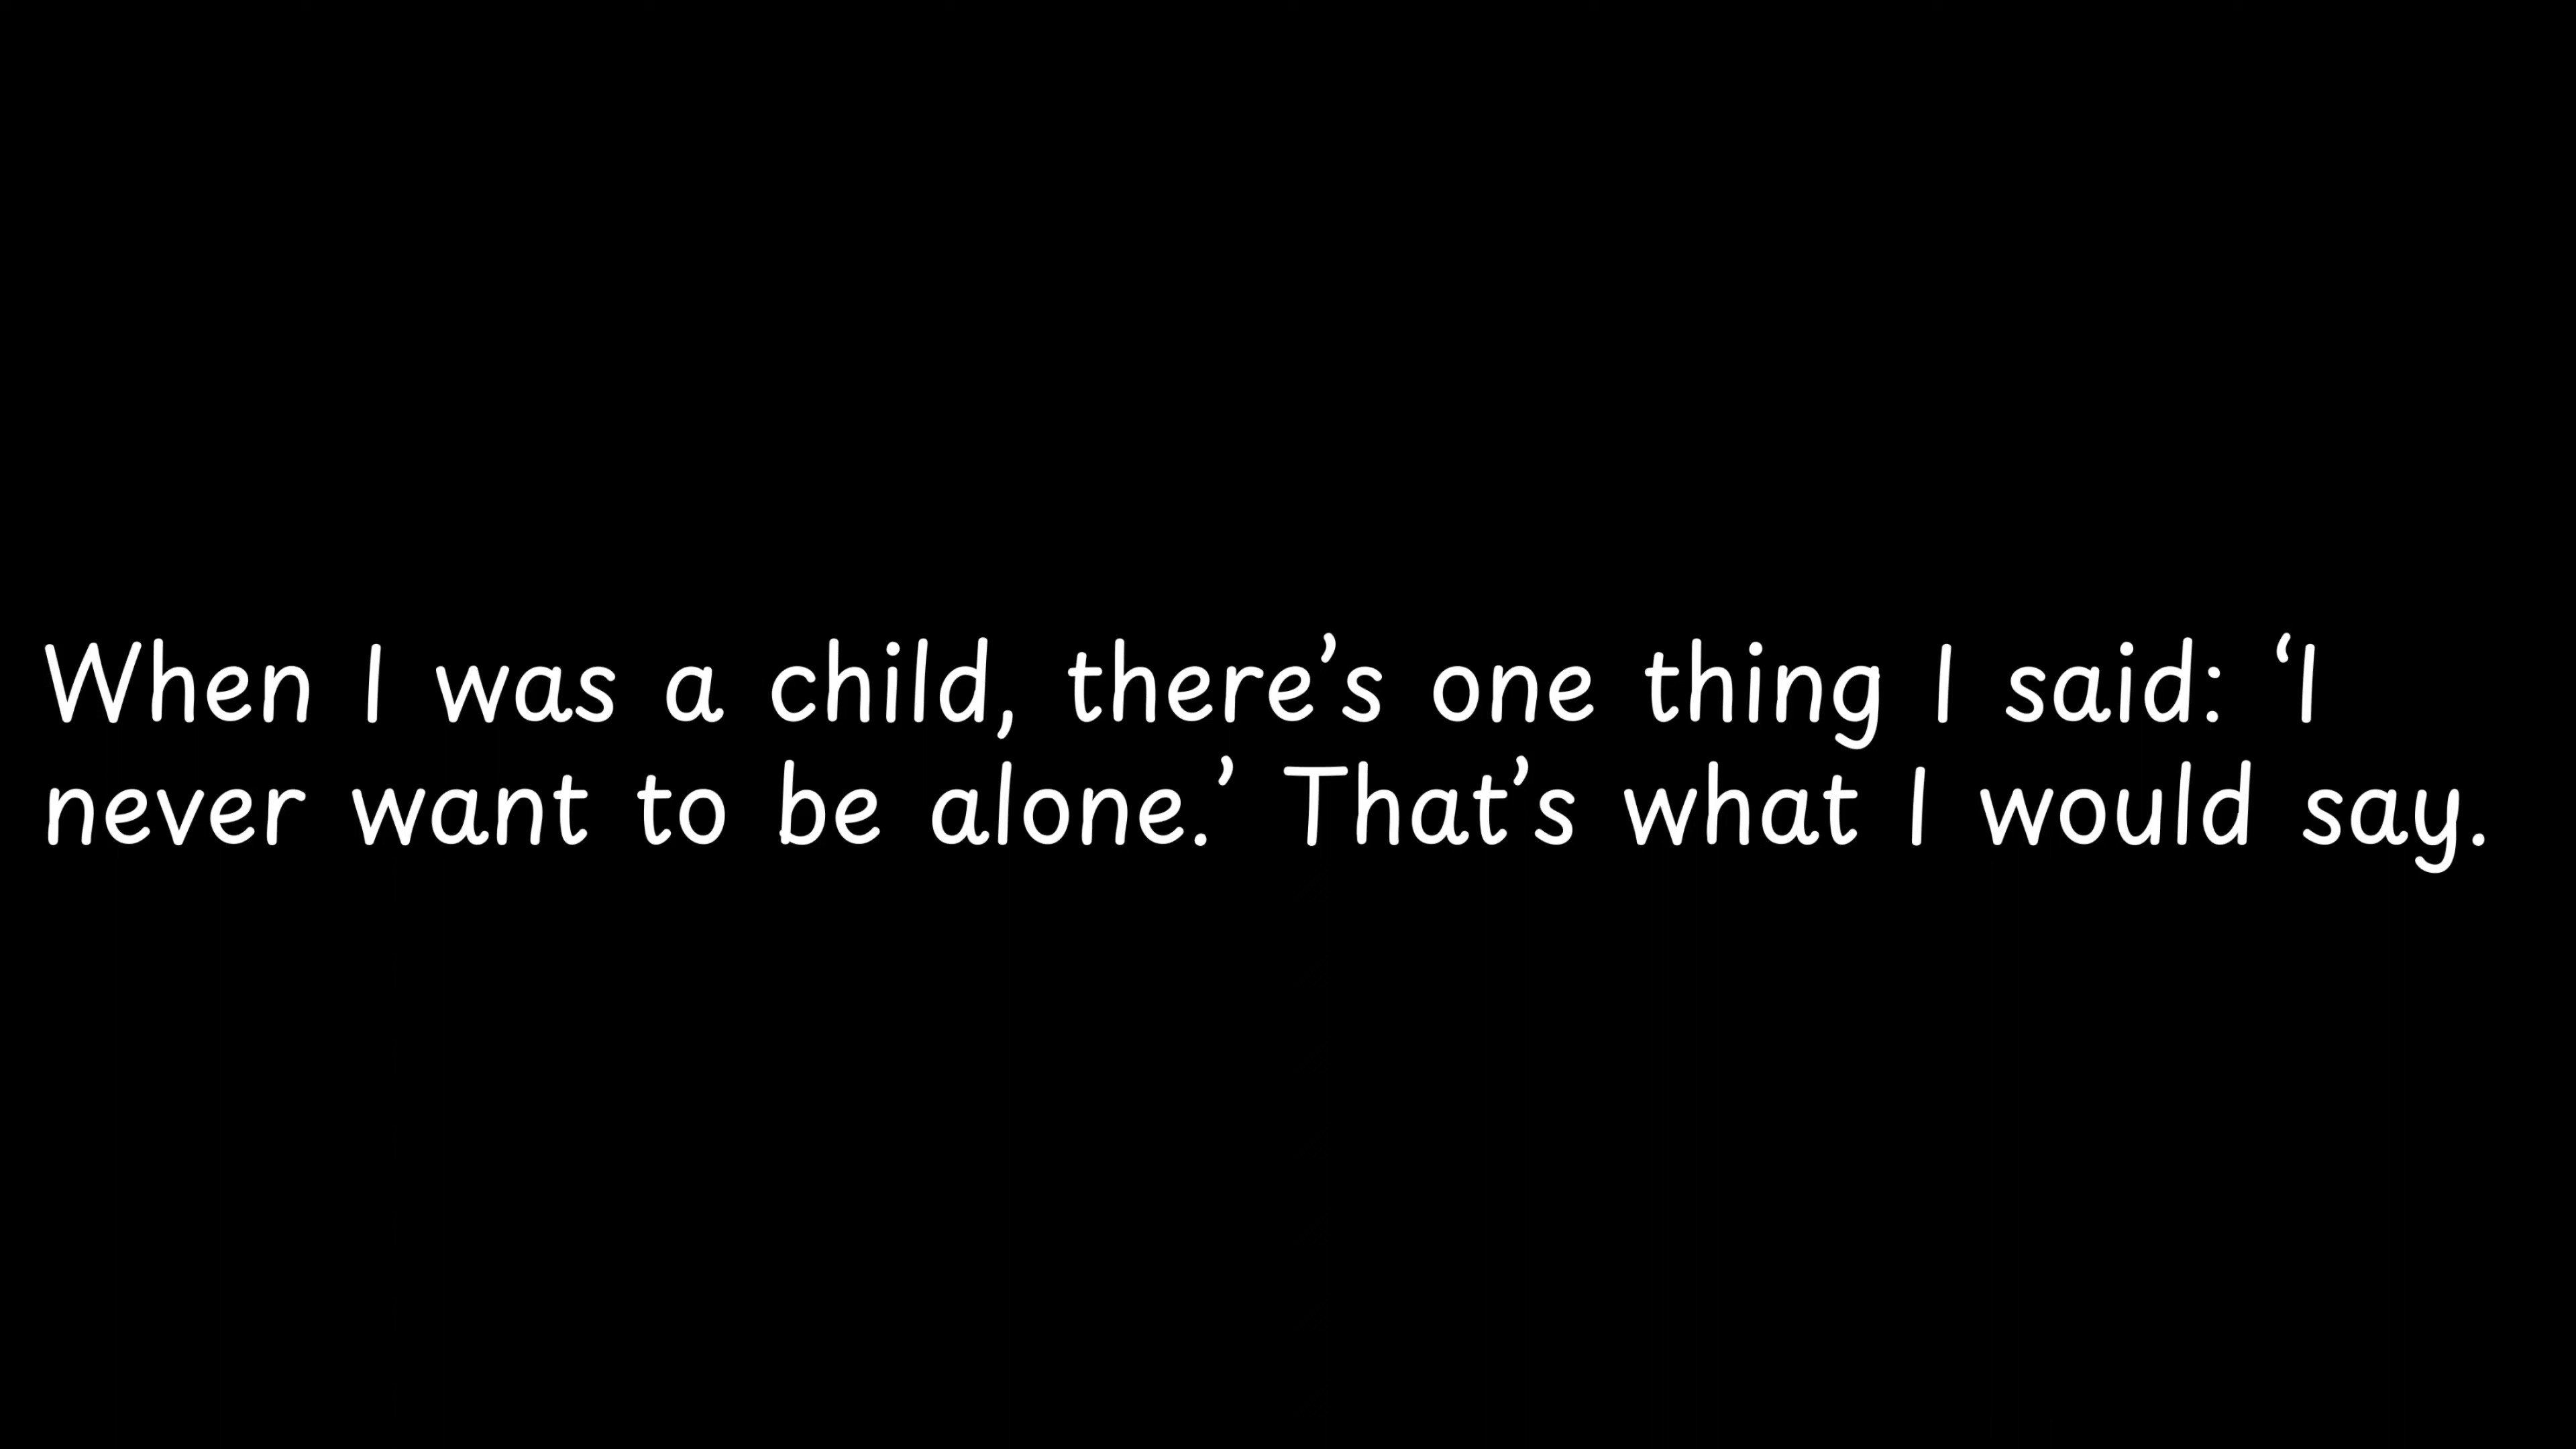 When I was a child, there’s one thing I said: ‘I
never want to be alone.’ That’s what I would say.